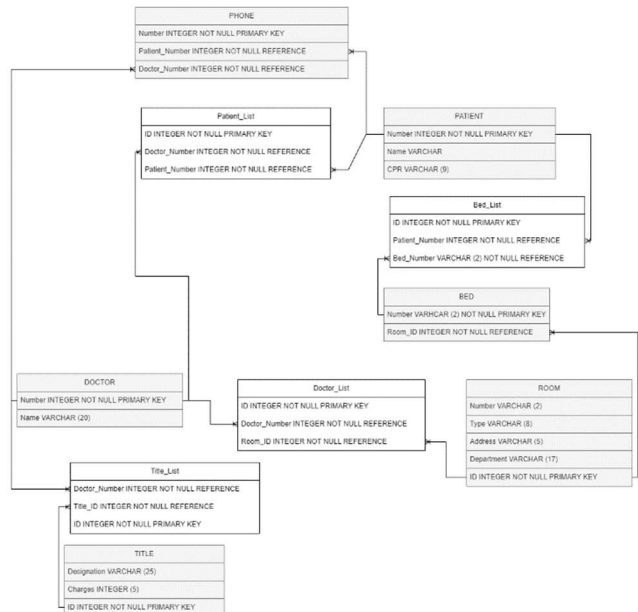 PHONE
Number INTEGER NOT NULL PRIMARY KEY
Patient_Number INTEGER NOT NULL REFERENCE
Doctor_Number INTEGER NOT NULL REFERENCE
Patient_List
ID INTEGER NOT NULL PRIMARY KEY
Doctor_Number INTEGER NOT NULL REFERENCE
Patient_Number INTEGER NOT NULL REFERENCE
PATIENT
Number INTEGER NOT NULL PRIMARY KEY
Name VARCHAR
CPR VARCHAR (9)
Bed_List
ID INTEGER NOT NULL PRIMARY KEY
Patient_Number INTEGER NOT NULL REFERENCE
Bed_Number VARCHAR (2) NOT NULL REFERENCE
BED
Number VARHCAR (2) NOT NULL PRIMARY KEY
Room_ID INTEGER NOT NULL REFERENCE
DOCTOR
Number INTEGER NOT NULL PRIMARY KEY
Name VARCHAR (20)
Doctor_List
ID INTEGER NOT NULL PRIMARY KEY
Doctor_Number INTEGER NOT NULL REFERENCE
Room_ID INTEGER NOT NULL REFERENCE
ROOM
Number VARCHAR (2)
Type VARCHAR (8)
Address VARCHAR (5)
Department VARCHAR (17)
ID INTEGER NOT NULL PRIMARY KEY
Title_List
Doctor_Number INTEGER NOT NULL REFERENCE
Title_ID INTEGER NOT NULL REFERENCE
ID INTEGER NOT NULL PRIMARY KEY
TITLE
Designation VARCHAR (25)
Charges INTEGER (5)
ID INTEGER NOT NULL PRIMARY KEY